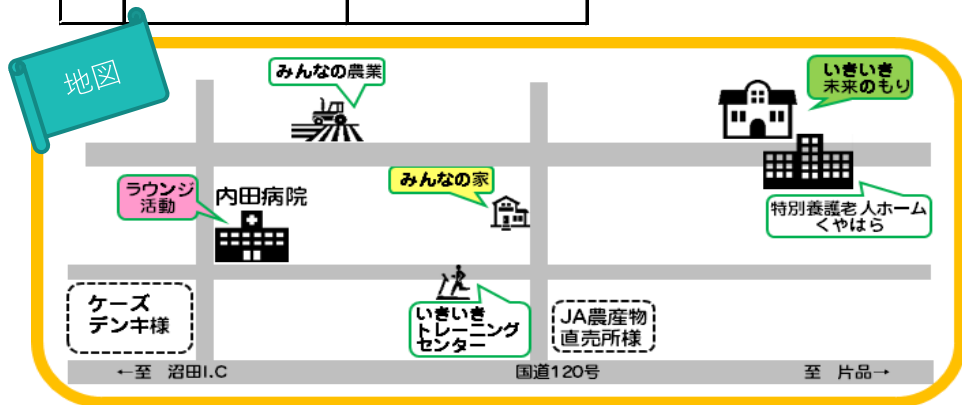 地図
みんなの農業
いきいき
未来のもり
ラウンジ
活動
内田病院
みんなの家
特別養護老人ホーム
くやはら
ケーズ
デンキ様
いきいき
トレーニング
センター
JA農産物
直売所様
←至 沼田I.C
国道120号
至 片品→